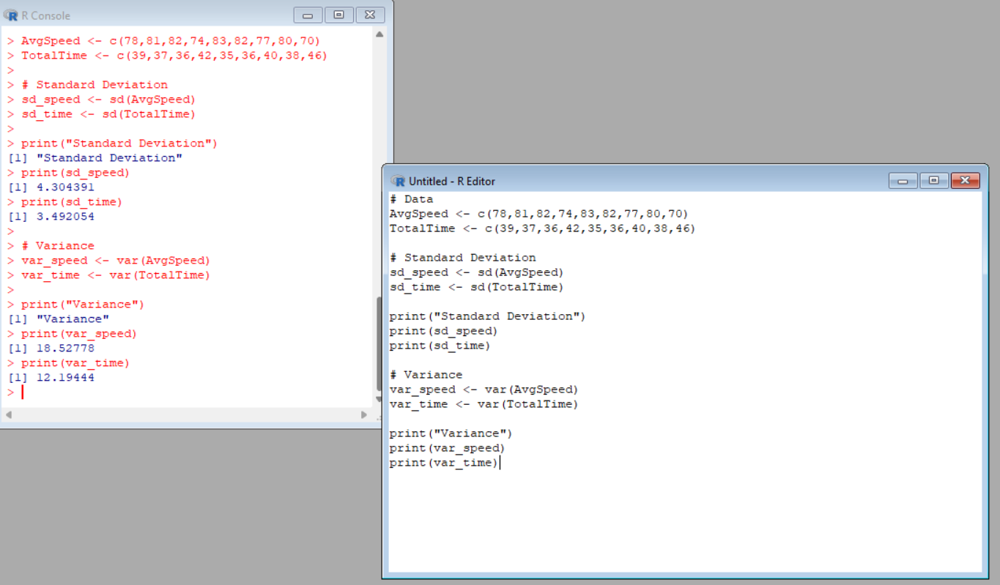 R Console
> AvgSpeed <- c(78,81,82,74,83,82,77,80,70)
> TotalTime <- c(39,37,36,42,35,36,40,38,46)
>
> # Standard Deviation
> sd_speed <- sd(AvgSpeed)
> sd_time <- sd(TotalTime)
>
> print("Standard Deviation")
[1] "Standard Deviation"
> print(sd_speed)
[1] 4.304391
> print(sd_time)
[1] 3.492054
>
> # Variance
> var_speed <- var(AvgSpeed)
> var_time <- var(TotalTime)
>
> print("Variance")
[1] "Variance"
> print(var_speed)
[1] 18.52778
> print(var_time)
[1] 12.19444
>
Untitled - R Editor
# Data
AvgSpeed <- c(78,81,82,74,83,82,77,80,70)
TotalTime <- c(39,37,36,42,35,36,40,38,46)

# Standard Deviation
sd_speed <- sd(AvgSpeed)
sd_time <- sd(TotalTime)

print("Standard Deviation")
print(sd_speed)
print(sd_time)

# Variance
var_speed <- var(AvgSpeed)
var_time <- var(TotalTime)

print("Variance")
print(var_speed)
print(var_time)